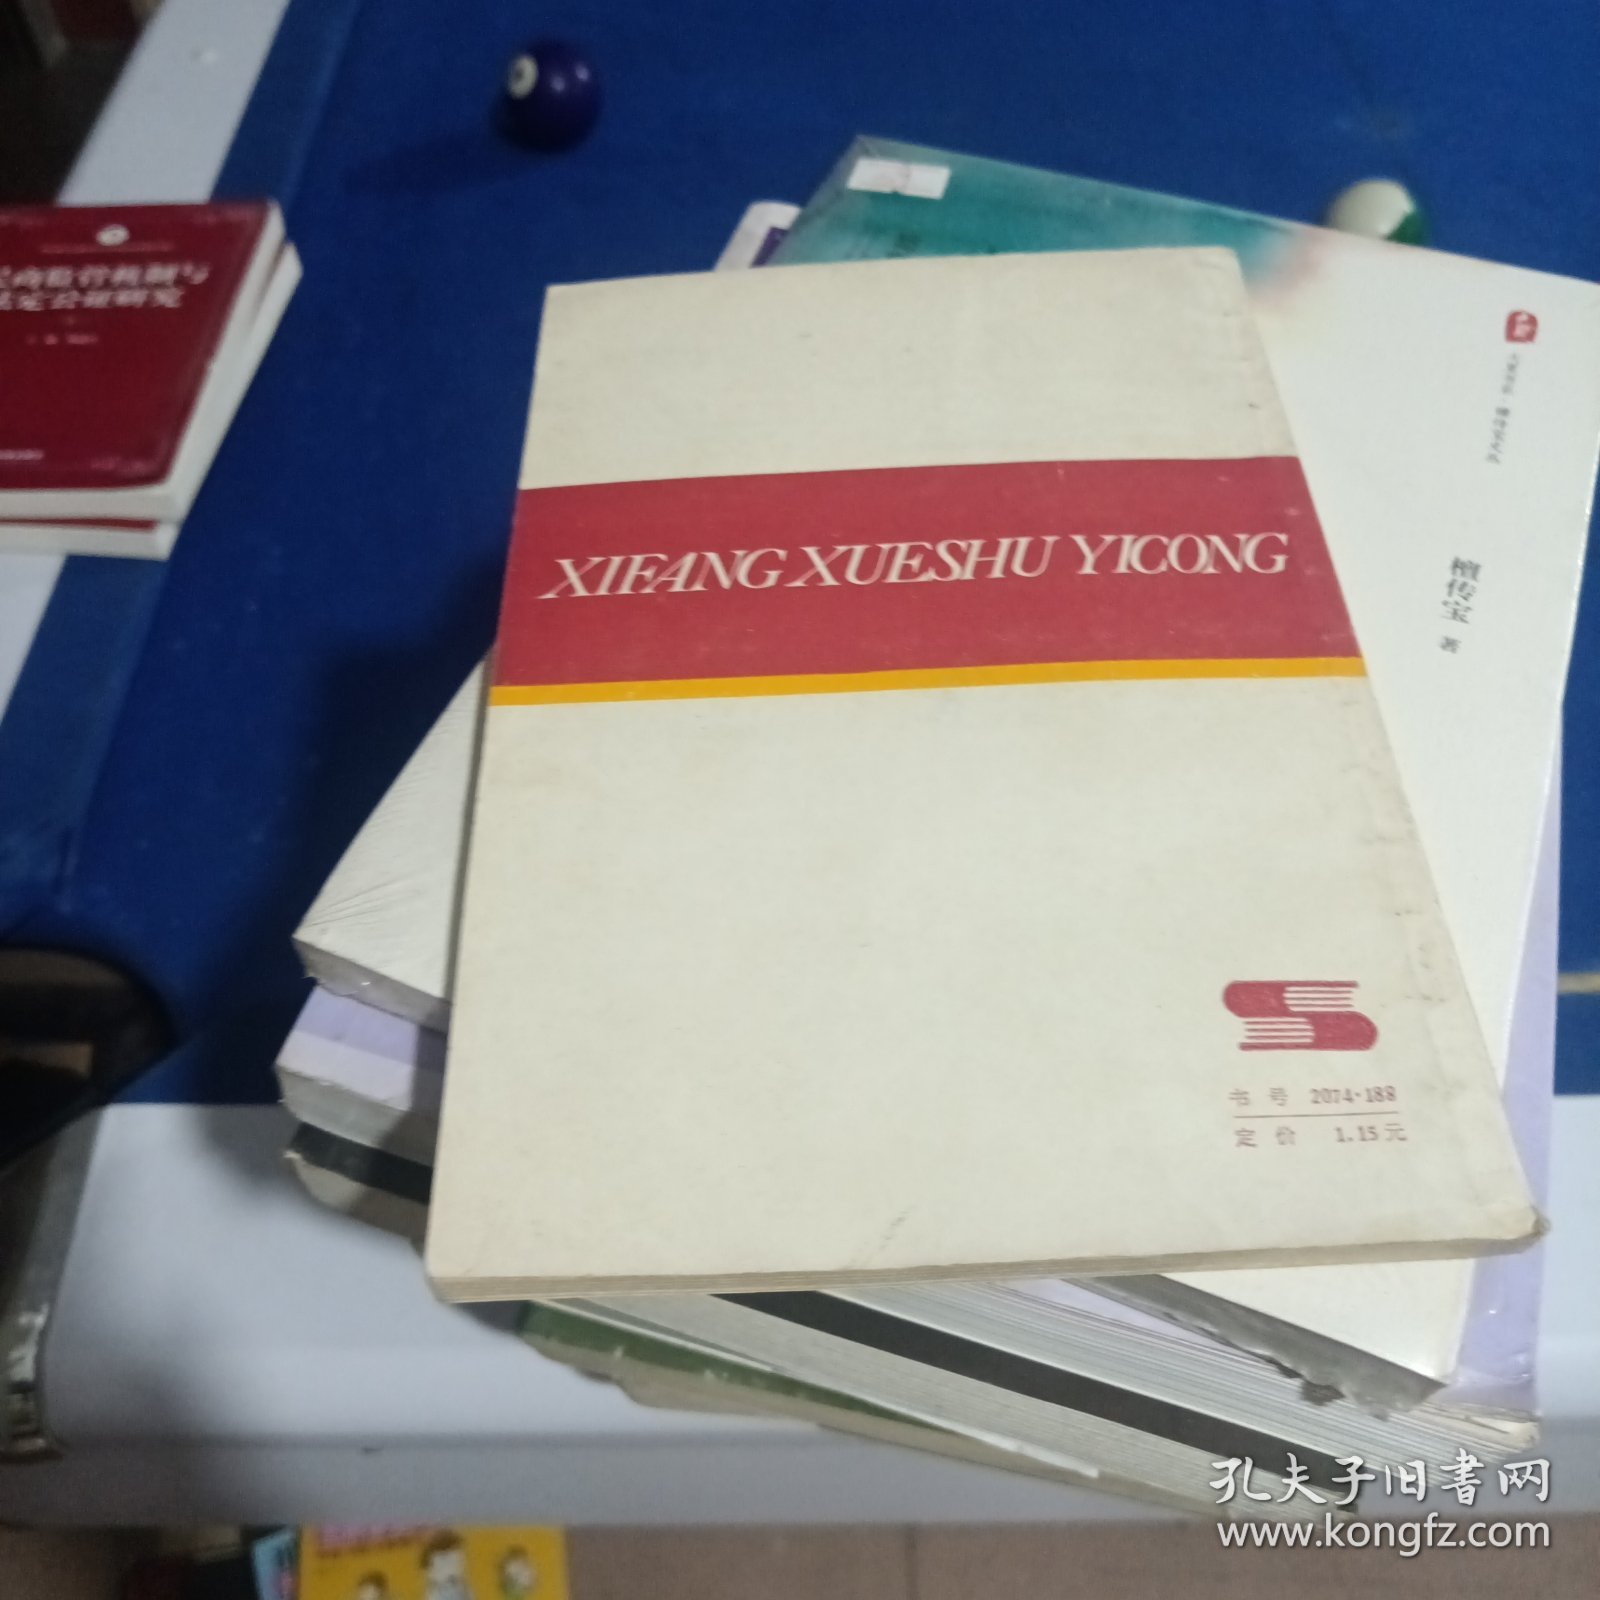 XIFANG XUESHU YICONG
书号 2074·188
定价 1.15元
檀传宝 著
孔夫子旧书网
www.kongfz.com